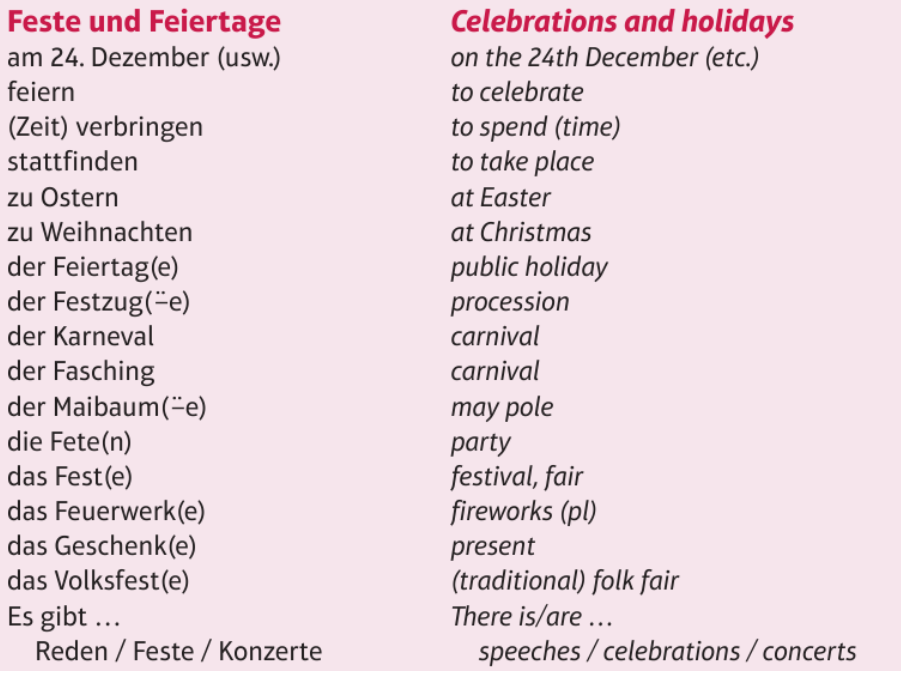 Feste und Feiertage Celebrations and holidays
am 24. Dezember (usw.) on the 24th December (etc.)
feiern to celebrate
(Zeit) verbringen to spend (time)
stattfinden to take place
zu Ostern at Easter
zu Weihnachten at Christmas
der Feiertag(e) public holiday
der Festzug(¨–e) procession
der Karneval carnival
der Fasching carnival
der Maibaum(¨–e) may pole
die Fete(n) party
das Fest(e) festival, fair
das Feuerwerk(e) fireworks (pl)
das Geschenk(e) present
das Volksfest(e) (traditional) folk fair
Es gibt … There is/are …
Reden / Feste / Konzerte speeches / celebrations / concerts